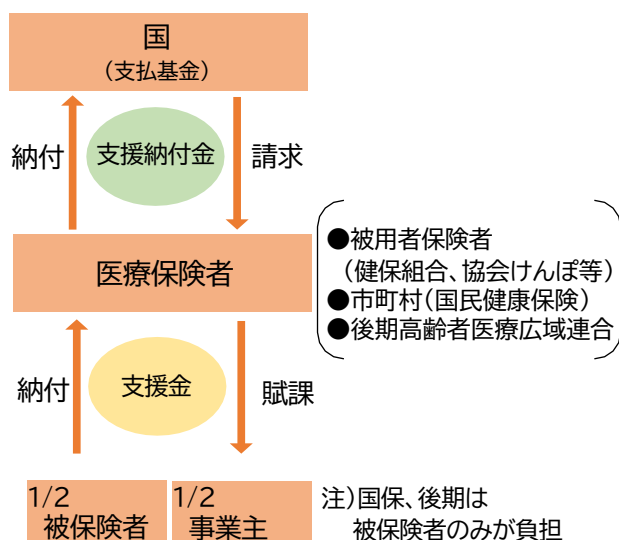 国
(支払基金)
納付
支援納付金
請求
医療保険者
●被用者保険者
(健保組合、協会けんぽ等)
●市町村(国民健康保険)
●後期高齢者医療広域連合
納付
支援金
賦課
1/2
被保険者
1/2
事業主
注)国保、後期は
被保険者のみが負担